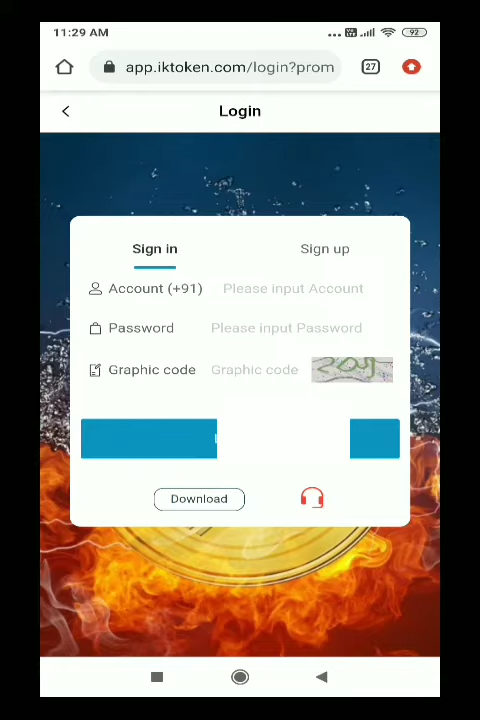 11:29 AM
92
app.iktoken.com/login?prom
27
Login
Sign in
Sign up
Account (+91)
Please input Account
Password
Please input Password
Graphic code
Graphic code
Download